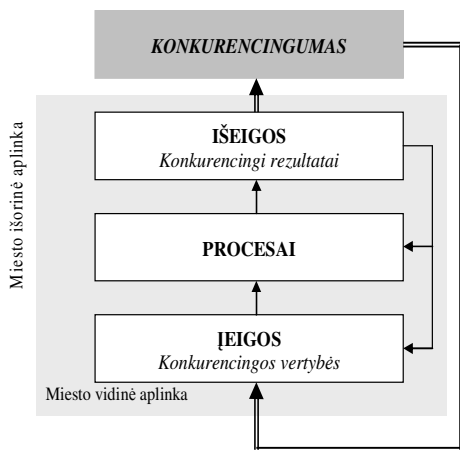 KONKURENCINGUMAS
Miesto išorinė aplinka
IŠEIGOS
Konkurencingi rezultatai
PROCESAI
ĮEIGOS
Konkurencingos vertybės
Miesto vidinė aplinka